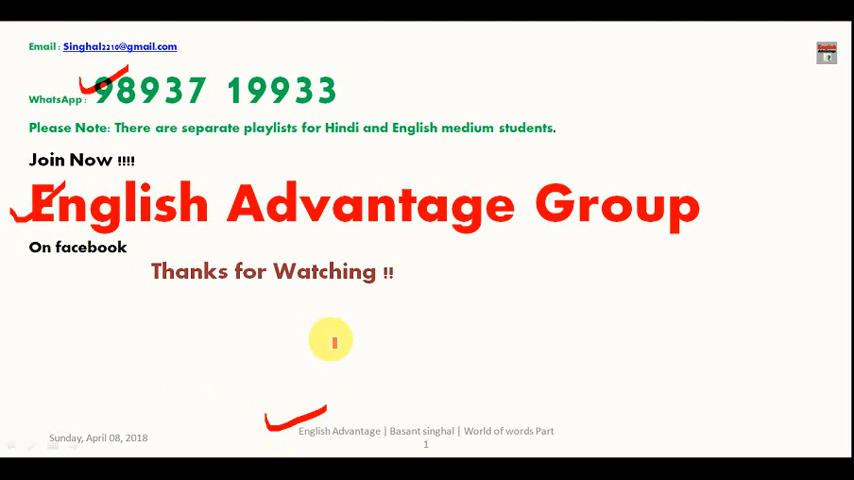 Email : Singhal2210@gmail.com
WhatsApp : 98937 19933
Please Note: There are separate playlists for Hindi and English medium students.
Join Now !!!!
English Advantage Group
On facebook
Thanks for Watching !!
Sunday, April 08, 2018
English Advantage | Basant singhal | World of words Part
1